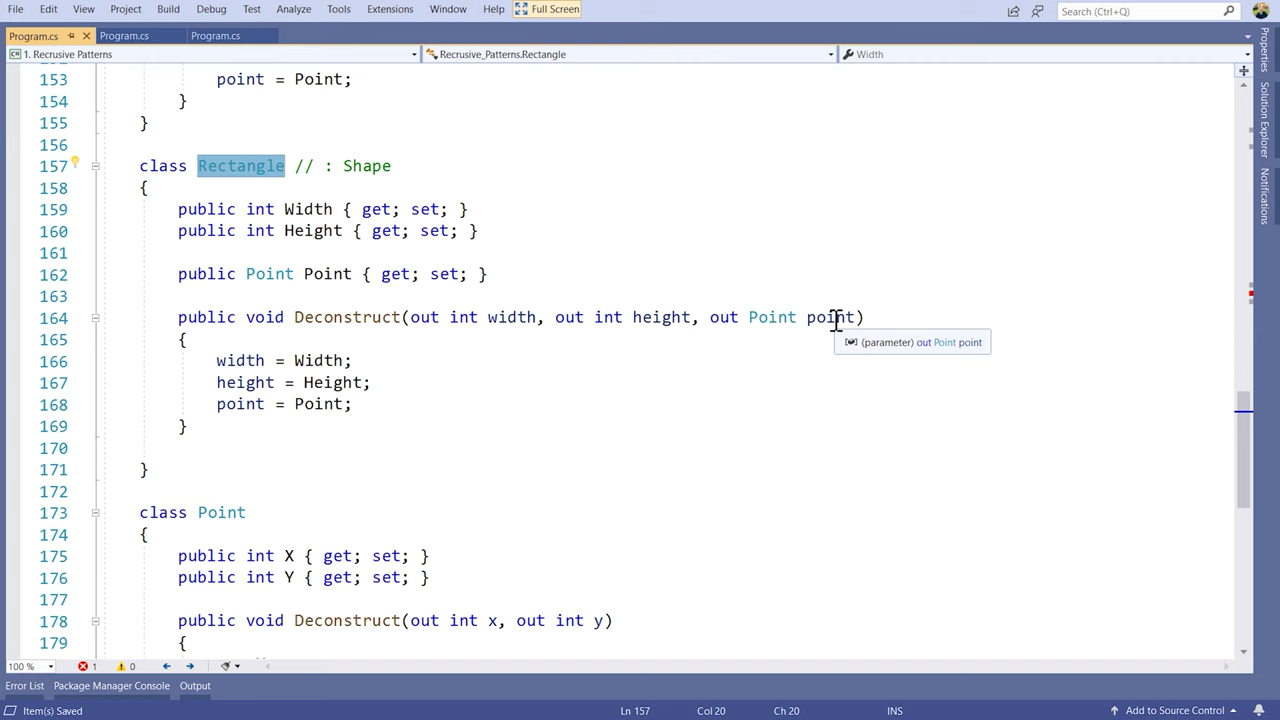 File Edit View Project Build Debug Test Analyze Tools Extensions Window Help Full Screen Search (Ctrl+Q)
Program.cs Program.cs Program.cs
1. Recrusive Patterns Recrusive_Patterns.Rectangle Width
153 point = Point;
154 }
155 }
156
157 class Rectangle // : Shape
158 {
159 public int Width { get; set; }
160 public int Height { get; set; }
161
162 public Point Point { get; set; }
163
164 public void Deconstruct(out int width, out int height, out Point point)
165 {
(parameter) out Point point
166 width = Width;
167 height = Height;
168 point = Point;
169 }
170
171 }
172
173 class Point
174 {
175 public int X { get; set; }
176 public int Y { get; set; }
177
178 public void Deconstruct(out int x, out int y)
179 {
100 % 1 0
Error List Package Manager Console Output
Item(s) Saved Ln 157 Col 20 Ch 20 INS Add to Source Control
Properties
Solution Explorer
Notifications